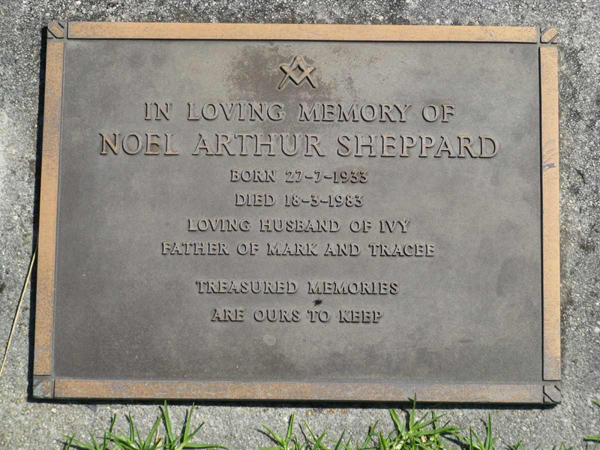 IN LOVING MEMORY OF
NOEL ARTHUR SHEPPARD
BORN 27-7-1933
DIED 18-3-1983
LOVING HUSBAND OF IVY
FATHER OF MARK AND TRACEE
TREASURED MEMORIES
ARE OURS TO KEEP